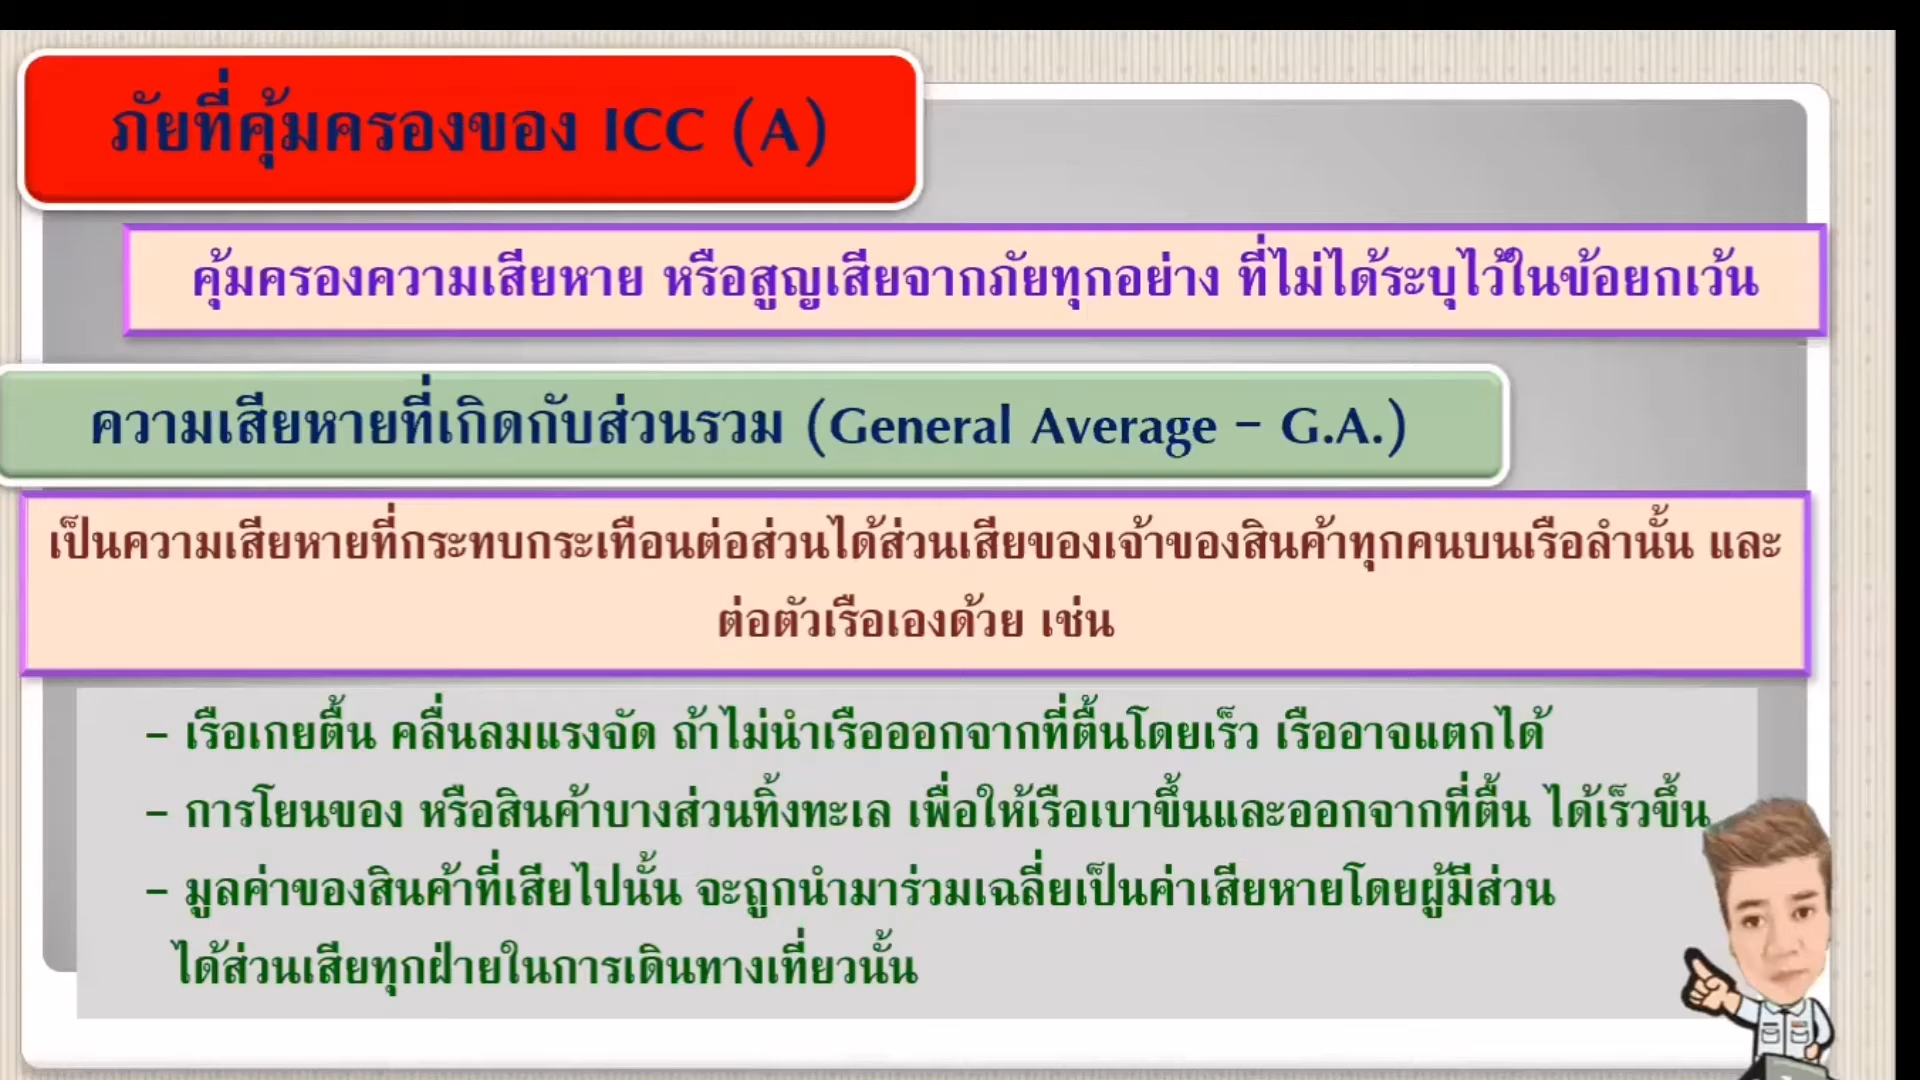 ภัยที่คุ้มครองของ ICC (A)
คุ้มครองความเสียหาย หรือสูญเสียจากภัยทุกอย่าง ที่ไม่ได้ระบุไว้ในข้อยกเว้น
ความเสียหายที่เกิดกับส่วนรวม (General Average - G.A.)
เป็นความเสียหายที่กระทบกระเทือนต่อส่วนได้ส่วนเสียของเจ้าของสินค้าทุกคนบนเรือลำนั้น และ
ต่อตัวเรือเองด้วย เช่น
- เรือเกยตื้น คลื่นลมแรงจัด ถ้าไม่นำเรือออกจากที่ตื้นโดยเร็ว เรืออาจแตกได้
- การโยนของ หรือสินค้าบางส่วนทิ้งทะเล เพื่อให้เรือเบาขึ้นและออกจากที่ตื้น ได้เร็วขึ้น
- มูลค่าของสินค้าที่เสียไปนั้น จะถูกนำมาร่วมเฉลี่ยเป็นค่าเสียหายโดยผู้มีส่วน
ได้ส่วนเสียทุกฝ่ายในการเดินทางเที่ยวนั้น